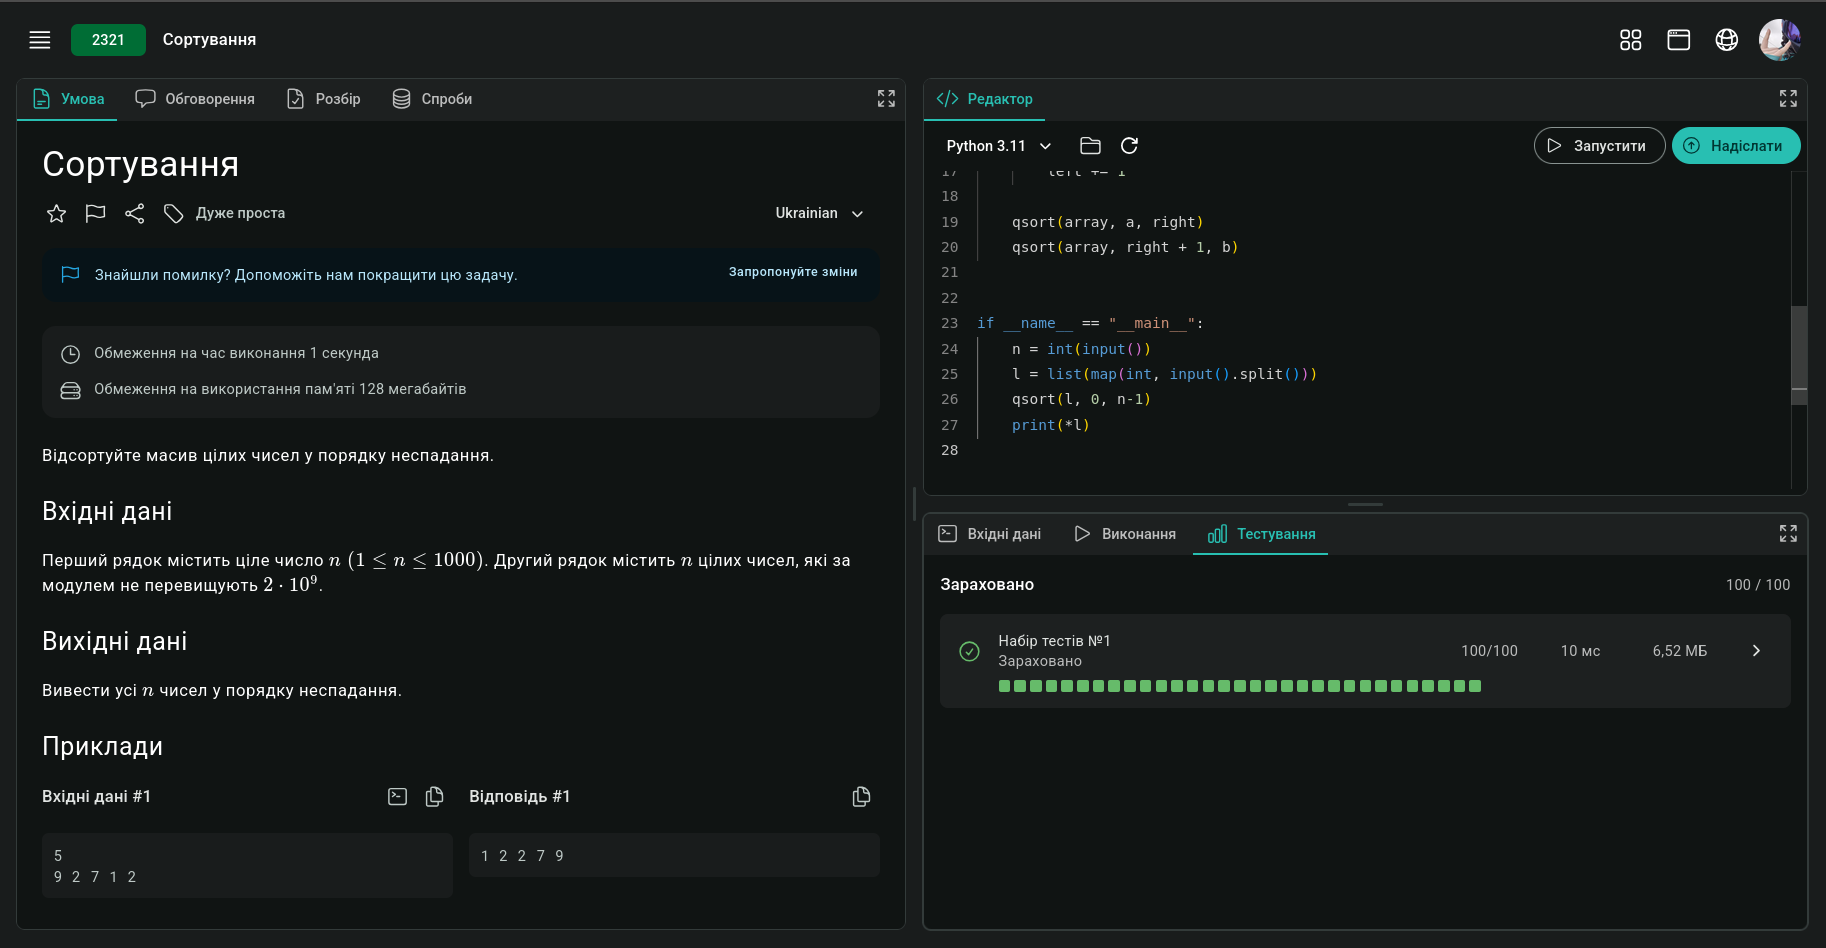 2321 Сортування
Умова Обговорення Розбір Спроби
Сортування
Дуже проста Ukrainian
Знайшли помилку? Допоможіть нам покращити цю задачу. Запропонуйте зміни
Обмеження на час виконання 1 секунда
Обмеження на використання пам'яті 128 мегабайтів
Відсортуйте масив цілих чисел у порядку неспадання.
Вхідні дані
Перший рядок містить ціле число n (1 ≤ n ≤ 1000). Другий рядок містить n цілих чисел, які за
модулем не перевищують 2 · 10⁹.
Вихідні дані
Вивести усі n чисел у порядку неспадання.
Приклади
Вхідні дані #1
5
9 2 7 1 2
Відповідь #1
1 2 2 7 9
Редактор
Python 3.11 Запустити Надіслати
17 left += 1
18
19 qsort(array, a, right)
20 qsort(array, right + 1, b)
21
22
23 if __name__ == "__main__":
24 n = int(input())
25 l = list(map(int, input().split()))
26 qsort(l, 0, n-1)
27 print(*l)
28
Вхідні дані Виконання Тестування
Зараховано 100 / 100
Набір тестів №1
Зараховано
100/100 10 мс 6,52 МБ